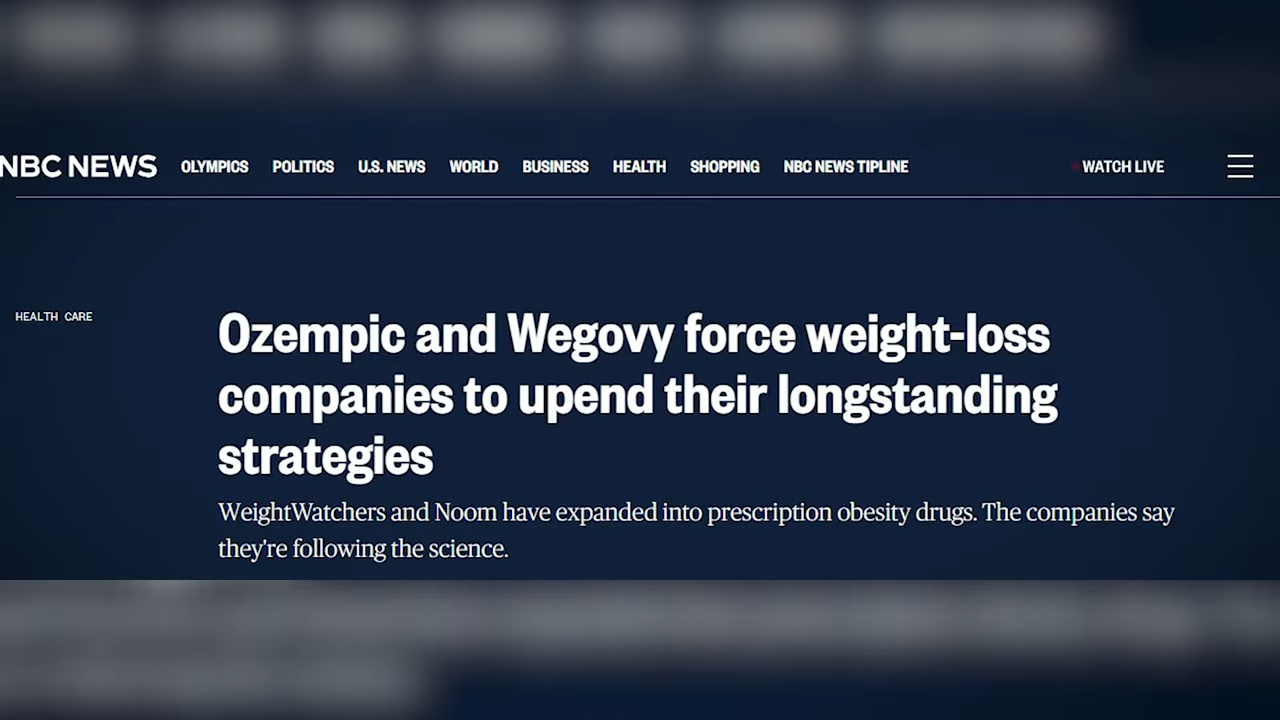 NBC NEWS OLYMPICS POLITICS U.S. NEWS WORLD BUSINESS HEALTH SHOPPING NBC NEWS TIPLINE WATCH LIVE
HEALTH CARE
Ozempic and Wegovy force weight-loss
companies to upend their longstanding
strategies
WeightWatchers and Noom have expanded into prescription obesity drugs. The companies say
they're following the science.